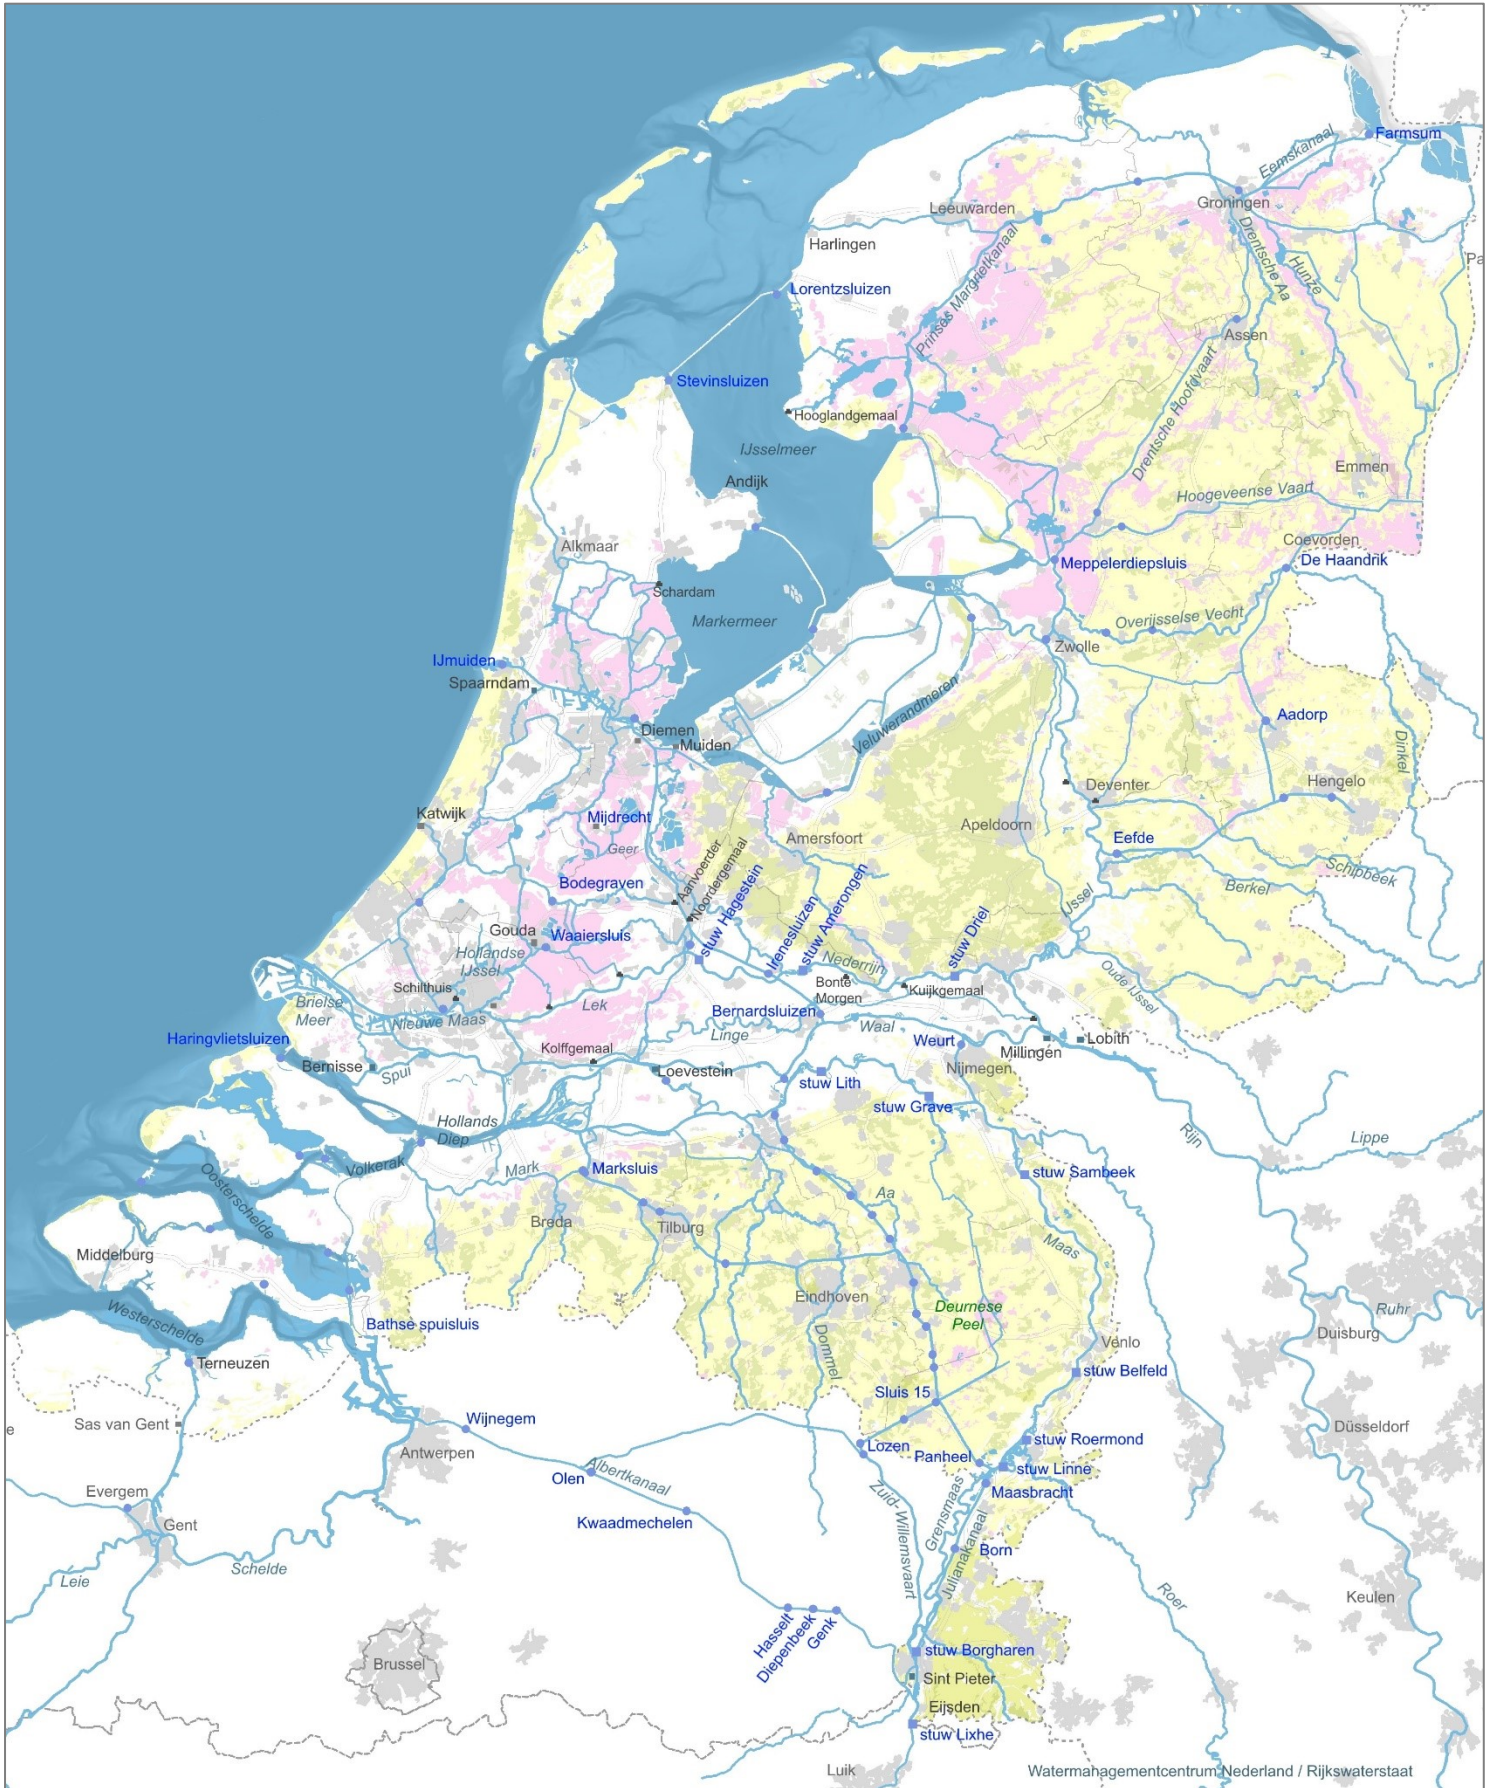 Farmsum
Eemskanaal
Leeuwarden
Groningen
Harlingen
Prinses Margrietkanaal
Drentsche Aa
Hunze
Pa
Lorentzsluizen
Assen
Stevinsluizen
Hooglandgemaal
Drentsche Hoofdvaart
IJsselmeer
Emmen
Andijk
Hoogeveense Vaart
Alkmaar
Coevorden
De Haandrik
Meppelerdiepsluis
Schardam
Markermeer
Overijsselse Vecht
Zwolle
IJmuiden
Spaarndam
Veluwerandmeren
Aadorp
Dinkel
Diemen
Muiden
Deventer
Hengelo
Katwijk
Mijdrecht
Geer
Amersfoort
Apeldoorn
Eefde
Aanvoerder
Noordergemaal
Schipbeek
Berkel
Bodegraven
stuw Hagestein
Irenesluizen
stuw Amerongen
IJssel
Gouda
Waaiersluis
Hollandse
IJssel
stuw Driel
Nederrijn
Oude IJssel
Schilthuis
Bonte
Morgen
Kuijkgemaal
Brielse
Meer
Nieuwe Maas
Lek
Bernardsluizen
Waal
Linge
Haringvlietsluizen
Weurt
Millingen
Lobith
Kolffgemaal
Bernisse
Spui
Loevestein
Nijmegen
stuw Lith
stuw Grave
Hollands
Diep
Rijn
Lippe
Volkerak
Mark
Marksluis
stuw Sambeek
Oosterschelde
Aa
Breda
Tilburg
Maas
Middelburg
Eindhoven
Deurnese
Peel
Westerschelde
Bathse spuisluis
Dommel
Ruhr
Duisburg
Venlo
Terneuzen
stuw Belfeld
Sluis 15
Sas van Gent
Wijnegem
Düsseldorf
e
Antwerpen
Lozen
stuw Roermond
Panheel
stuw Linne
Olen
Albertkanaal
Maasbracht
Evergem
Gent
Kwaadmechelen
Zuid-Willemsvaart
Grensmaas
Julianakanaal
Born
Schelde
Leie
Roer
Keulen
Hasselt
Diepenbeek
Genk
stuw Borgharen
Brussel
Sint Pieter
Eijsden
stuw Lixhe
Luik
Watermahagementcentrum Nederland / Rijkswaterstaat